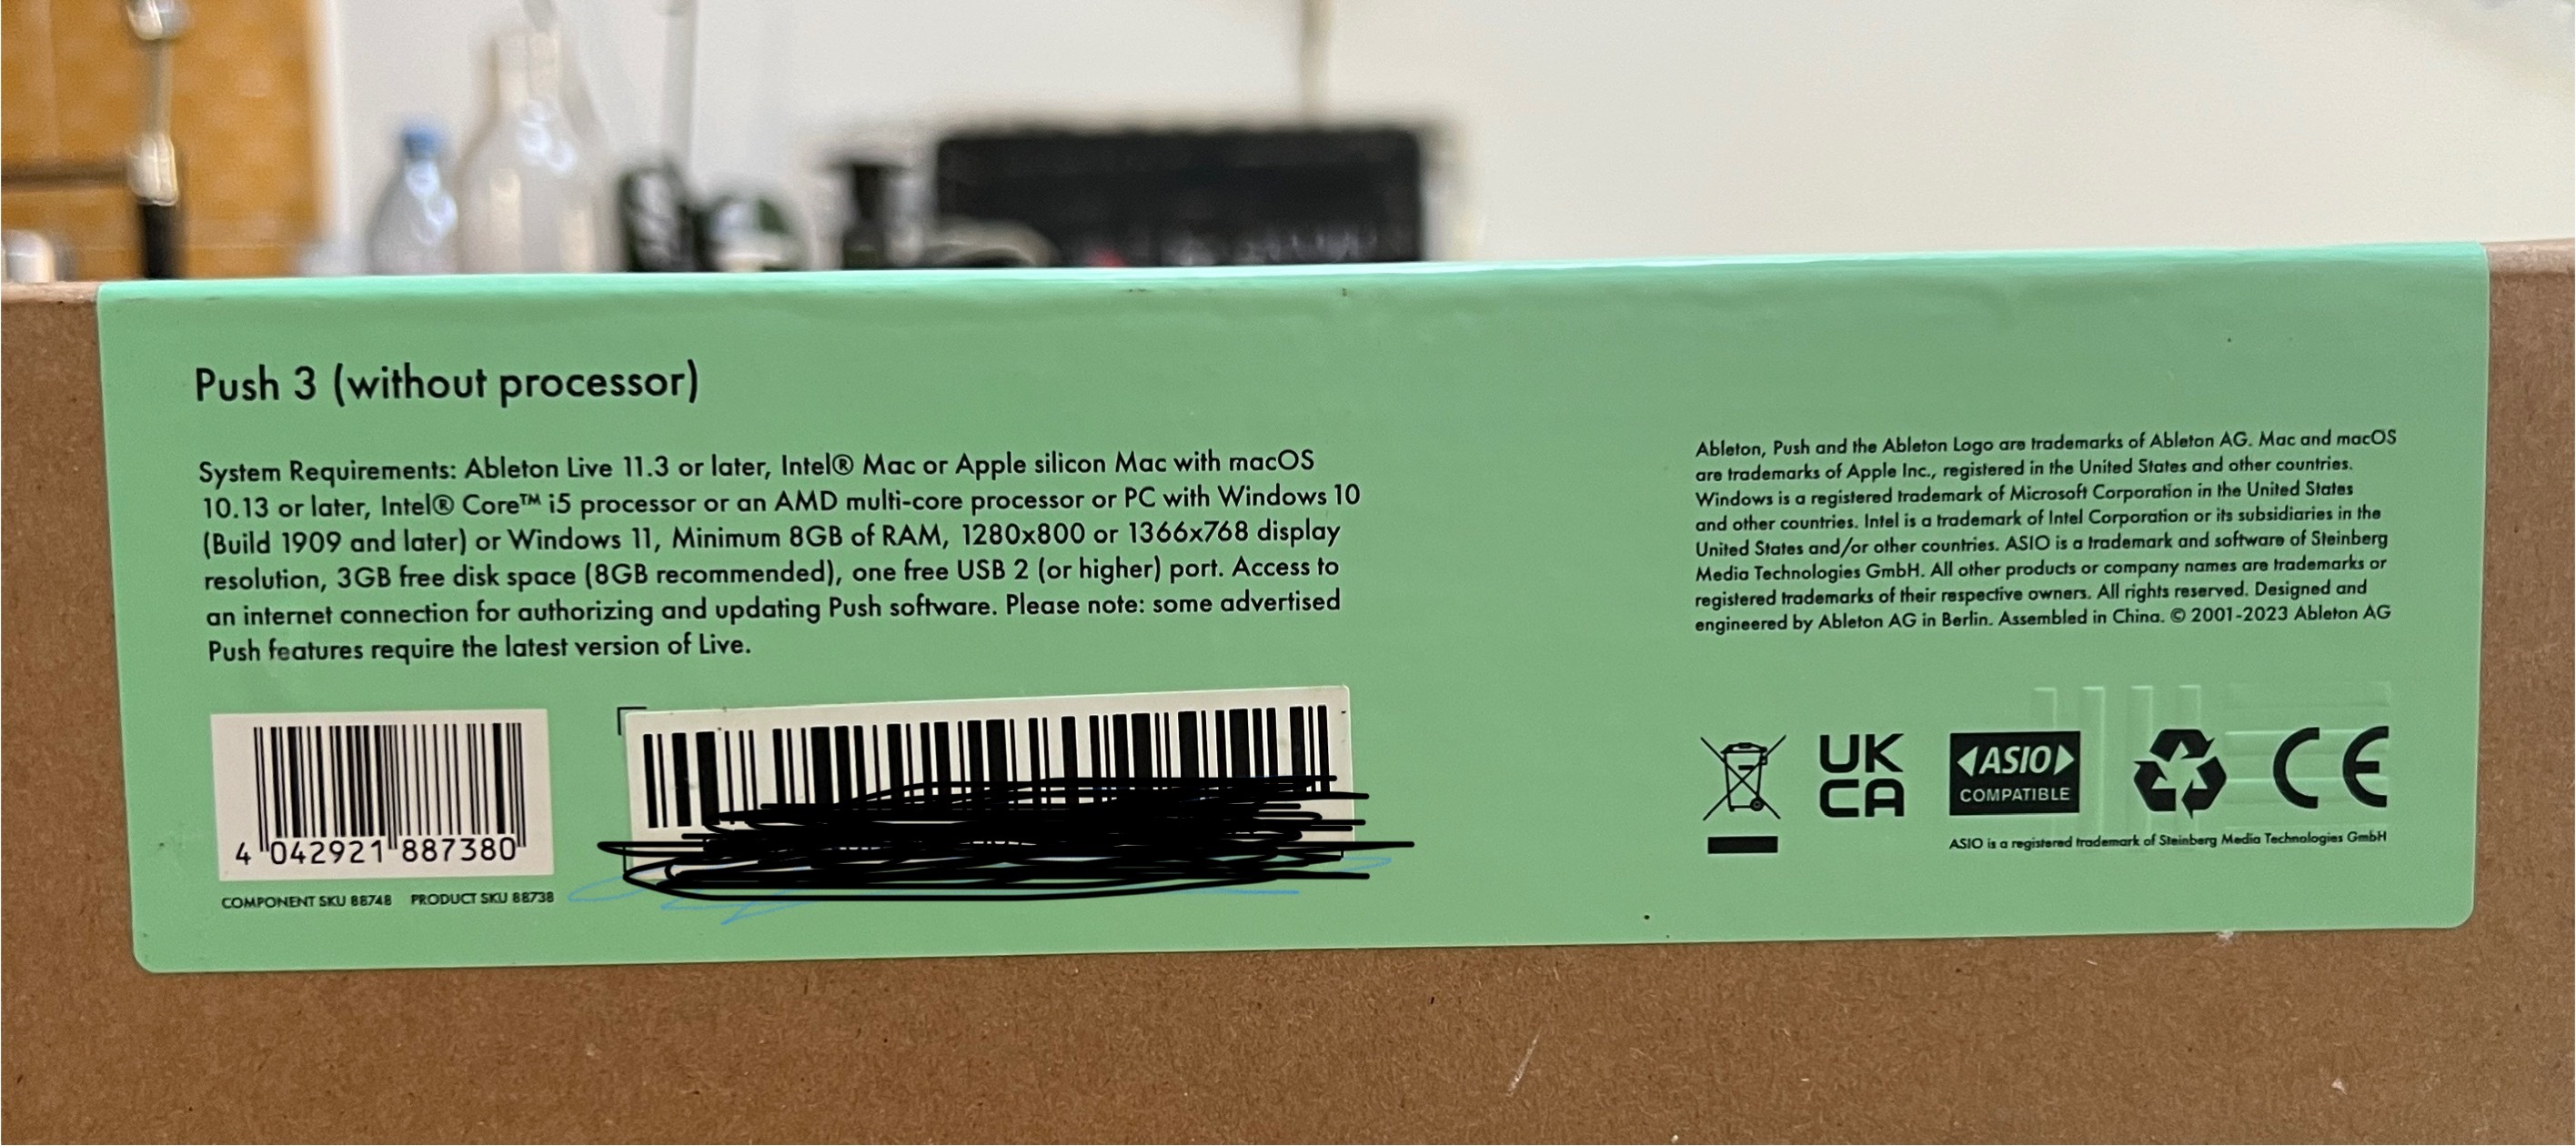 Push 3 (without processor)
System Requirements: Ableton Live 11.3 or later, Intel® Mac or Apple silicon Mac with macOS
10.13 or later, Intel® Core™ i5 processor or an AMD multi-core processor or PC with Windows 10
(Build 1909 and later) or Windows 11, Minimum 8GB of RAM, 1280x800 or 1366x768 display
resolution, 3GB free disk space (8GB recommended), one free USB 2 (or higher) port. Access to
an internet connection for authorizing and updating Push software. Please note: some advertised
Push features require the latest version of Live.
4 042921 887380
COMPONENT SKU 88748 PRODUCT SKU 88738
Ableton, Push and the Ableton Logo are trademarks of Ableton AG. Mac and macOS
are trademarks of Apple Inc., registered in the United States and other countries.
Windows is a registered trademark of Microsoft Corporation in the United States
and other countries. Intel is a trademark of Intel Corporation or its subsidiaries in the
United States and/or other countries. ASIO is a trademark and software of Steinberg
Media Technologies GmbH. All other products or company names are trademarks or
registered trademarks of their respective owners. All rights reserved. Designed and
engineered by Ableton AG in Berlin. Assembled in China. © 2001-2023 Ableton AG
UK
CA
ASIO
COMPATIBLE
CE
ASIO is a registered trademark of Steinberg Media Technologies GmbH